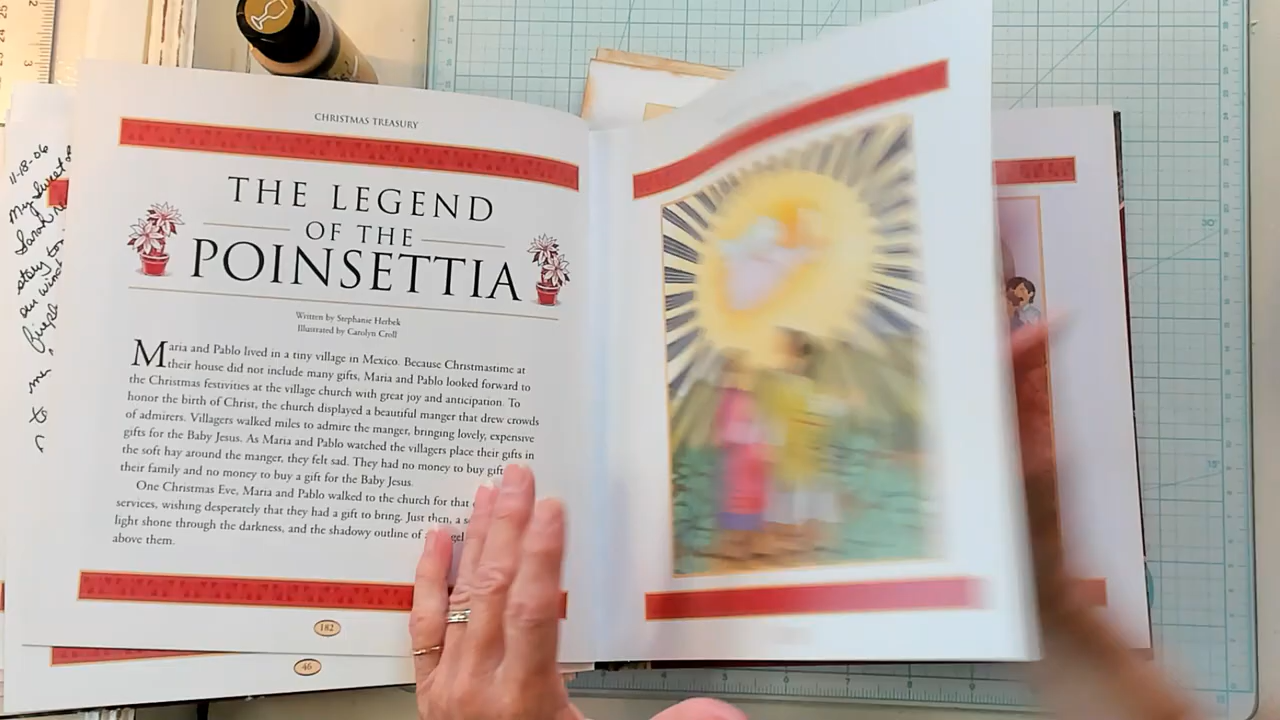 CHRISTMAS TREASURY
THE LEGEND
OF THE
POINSETTIA
Written by Stephanie Herbek
Illustrated by Carolyn Croll
Maria and Pablo lived in a tiny village in Mexico. Because Christmastime at
their house did not include many gifts, Maria and Pablo looked forward to
the Christmas festivities at the village church with great joy and anticipation. To
honor the birth of Christ, the church displayed a beautiful manger that drew crowds
of admirers. Villagers walked miles to admire the manger, bringing lovely, expensive
gifts for the Baby Jesus. As Maria and Pablo watched the villagers place their gifts in
the soft hay around the manger, they felt sad. They had no money to buy gif
their family and no money to buy a gift for the Baby Jesus.
One Christmas Eve, Maria and Pablo walked to the church for that
services, wishing desperately that they had a gift to bring. Just then, a s
light shone through the darkness, and the shadowy outline of a gel
above them.
182
46
11-18-06
My Sweet
story